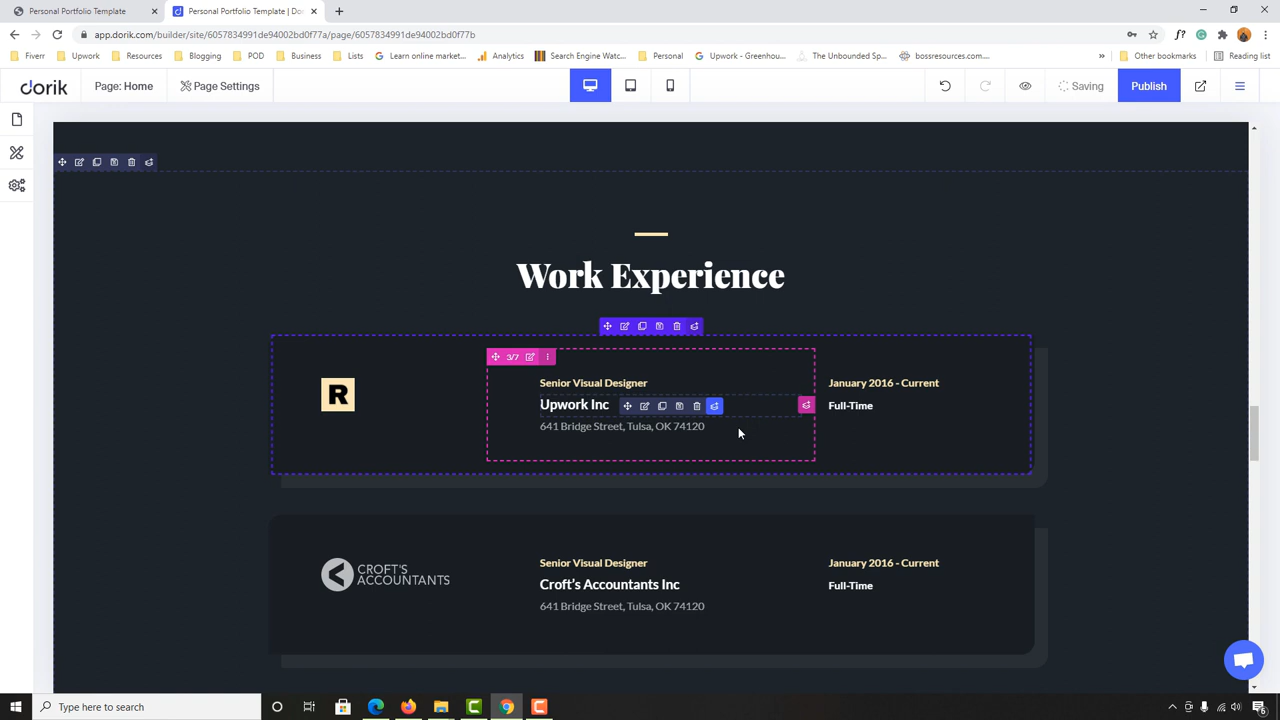 Personal Portfolio Template
Personal Portfolio Template | Dor
app.dorik.com/builder/site/6057834991de94002bd0f77a/page/6057834991de94002bd0f77b
Fiverr
Upwork
Resources
Blogging
POD
Business
Lists
Learn online market...
Analytics
Search Engine Watc...
Personal
Upwork – Greenhou...
The Unbounded Sp...
bossresources.com...
Other bookmarks
Reading list
dorik
Page: Home
Page Settings
Saving
Publish
Work Experience
3/7
R
Senior Visual Designer
Upwork Inc
641 Bridge Street, Tulsa, OK 74120
January 2016 - Current
Full-Time
CROFT'S
ACCOUNTANTS
Senior Visual Designer
Croft's Accountants Inc
641 Bridge Street, Tulsa, OK 74120
January 2016 - Current
Full-Time
Type here to search